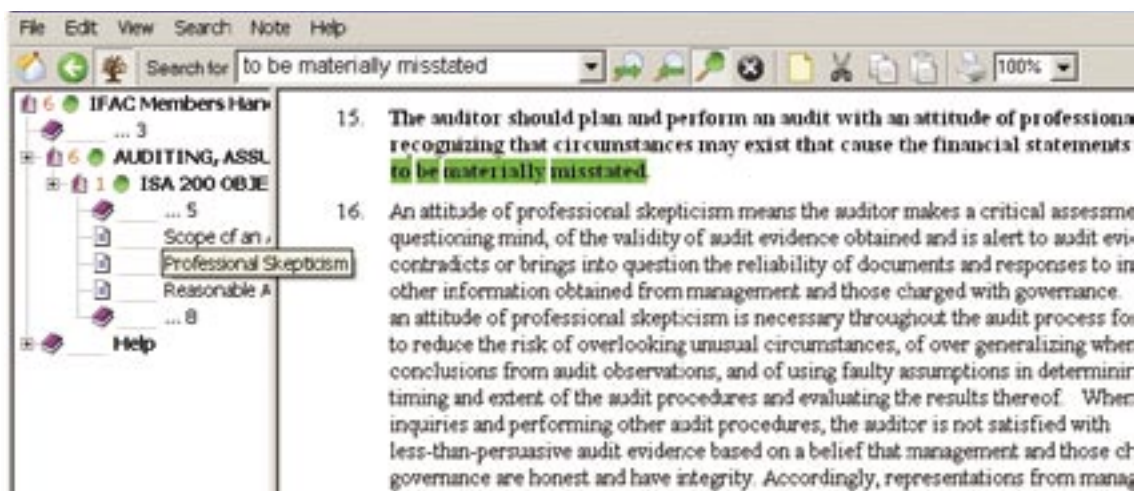 File Edit View Search Note Help
Search for to be materially misstated 100%
6 IFAC Members Han
... 3
6 AUDITING, ASSU
1 ISA 200 OBJE
... 5
Scope of an
Professional Skepticism
Reasonable A
... 8
Help
15. The auditor should plan and perform an audit with an attitude of professiona
recognizing that circumstances may exist that cause the financial statements
to be materially misstated.
16. An attitude of professional skepticism means the auditor makes a critical assessme
questioning mind, of the validity of audit evidence obtained and is alert to audit evi
contradicts or brings into question the reliability of documents and responses to in
other information obtained from management and those charged with governance.
an attitude of professional skepticism is necessary throughout the audit process fo
to reduce the risk of overlooking unusual circumstances, of over generalizing when
conclusions from audit observations, and of using faulty assumptions in determinin
timing and extent of the audit procedures and evaluating the results thereof. When
inquiries and performing other audit procedures, the auditor is not satisfied with
less-than-persuasive audit evidence based on a belief that management and those ch
governance are honest and have integrity. Accordingly, representations from manag